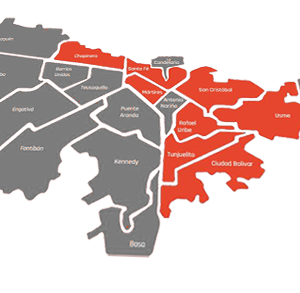 Usaquén
Chapinero
Santa Fé
Candelaria
Barrios
Unidos
Teusaquillo
Mártires
Antonio
Nariño
San Cristóbal
Engativá
Puente
Aranda
Rafael
Uribe
Usme
Fontibón
Kennedy
Tunjuelito
Ciudad Bolívar
Bosa